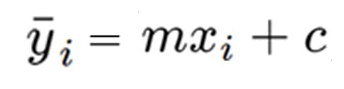 ȳᵢ = mxᵢ + c